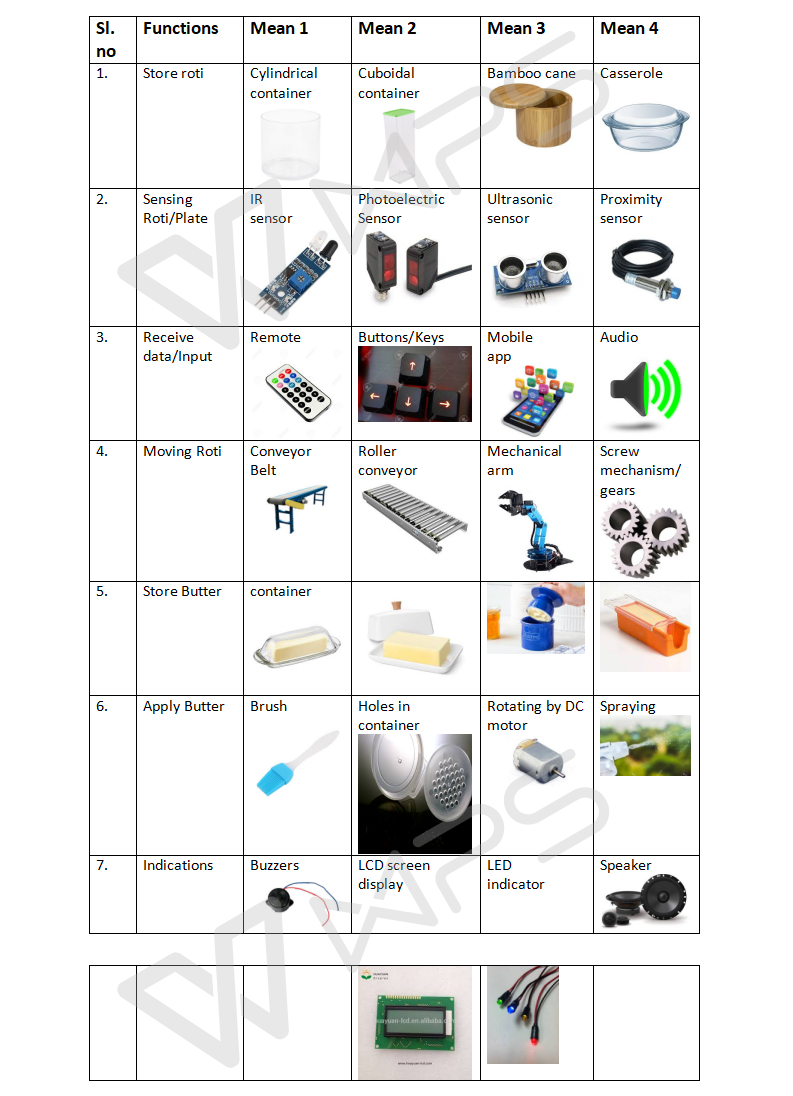 Sl. no
Functions
Mean 1
Mean 2
Mean 3
Mean 4
1.
Store roti
Cylindrical
container
Cuboidal
container
Bamboo cane
Casserole
2.
Sensing
Roti/Plate
IR
sensor
Photoelectric
Sensor
Ultrasonic
sensor
Proximity
sensor
3.
Receive
data/Input
Remote
Buttons/Keys
Mobile
app
Audio
4.
Moving Roti
Conveyor
Belt
Roller
conveyor
Mechanical
arm
Screw
mechanism/
gears
5.
Store Butter
container
6.
Apply Butter
Brush
Holes in
container
Rotating by DC
motor
Spraying
7.
Indications
Buzzers
LCD screen
display
LED
indicator
Speaker
WPS
WPS